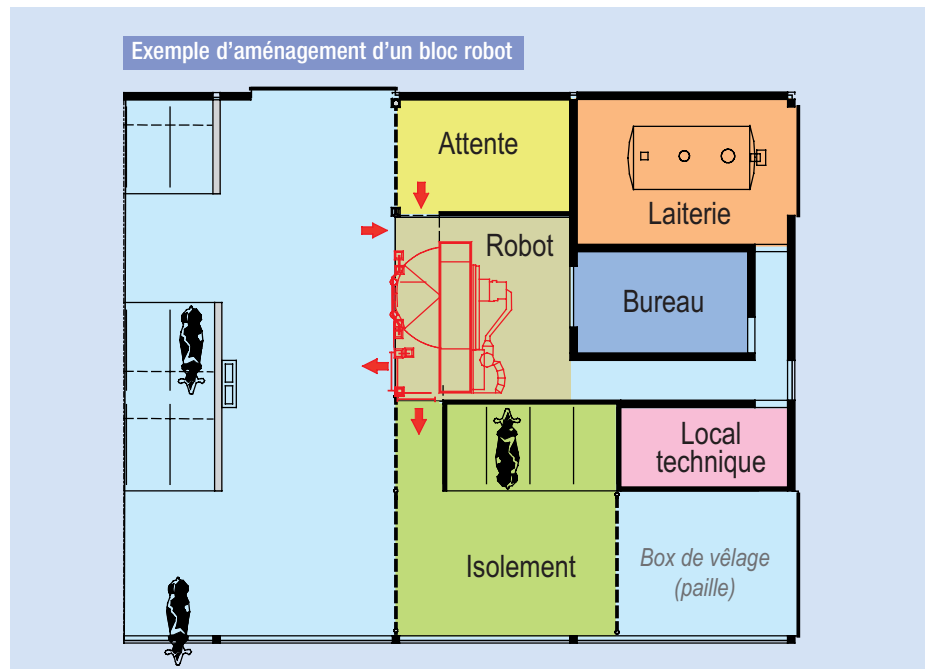 Exemple d’aménagement d’un bloc robot
Attente
Laiterie
Robot
Bureau
Local
technique
Isolement
Box de vêlage
(paille)